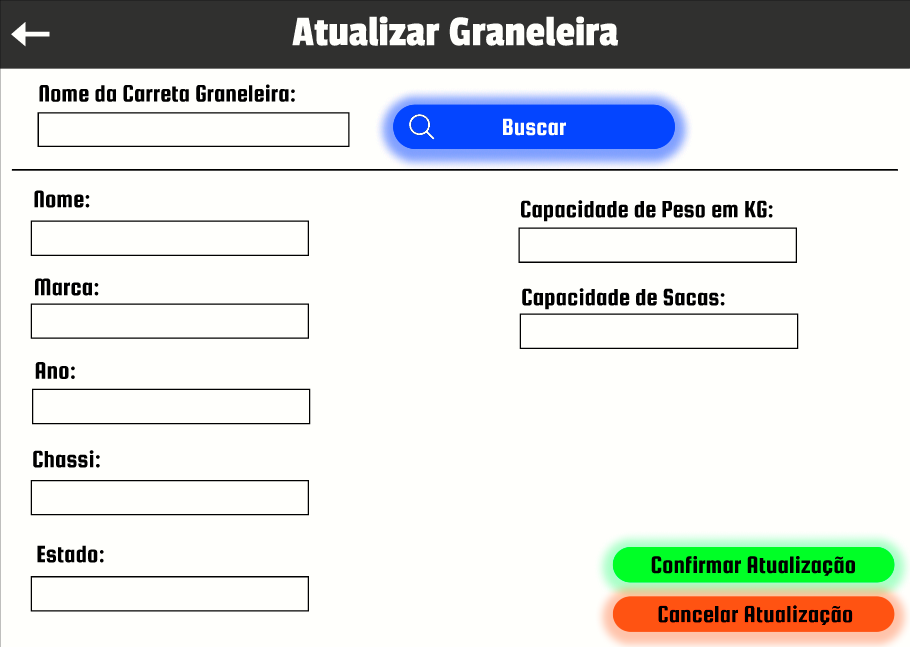 Atualizar Graneleira
Nome da Carreta Graneleira:
Buscar
Nome:
Marca:
Ano:
Chassi:
Estado:
Capacidade de Peso em KG:
Capacidade de Sacas:
Confirmar Atualização
Cancelar Atualização